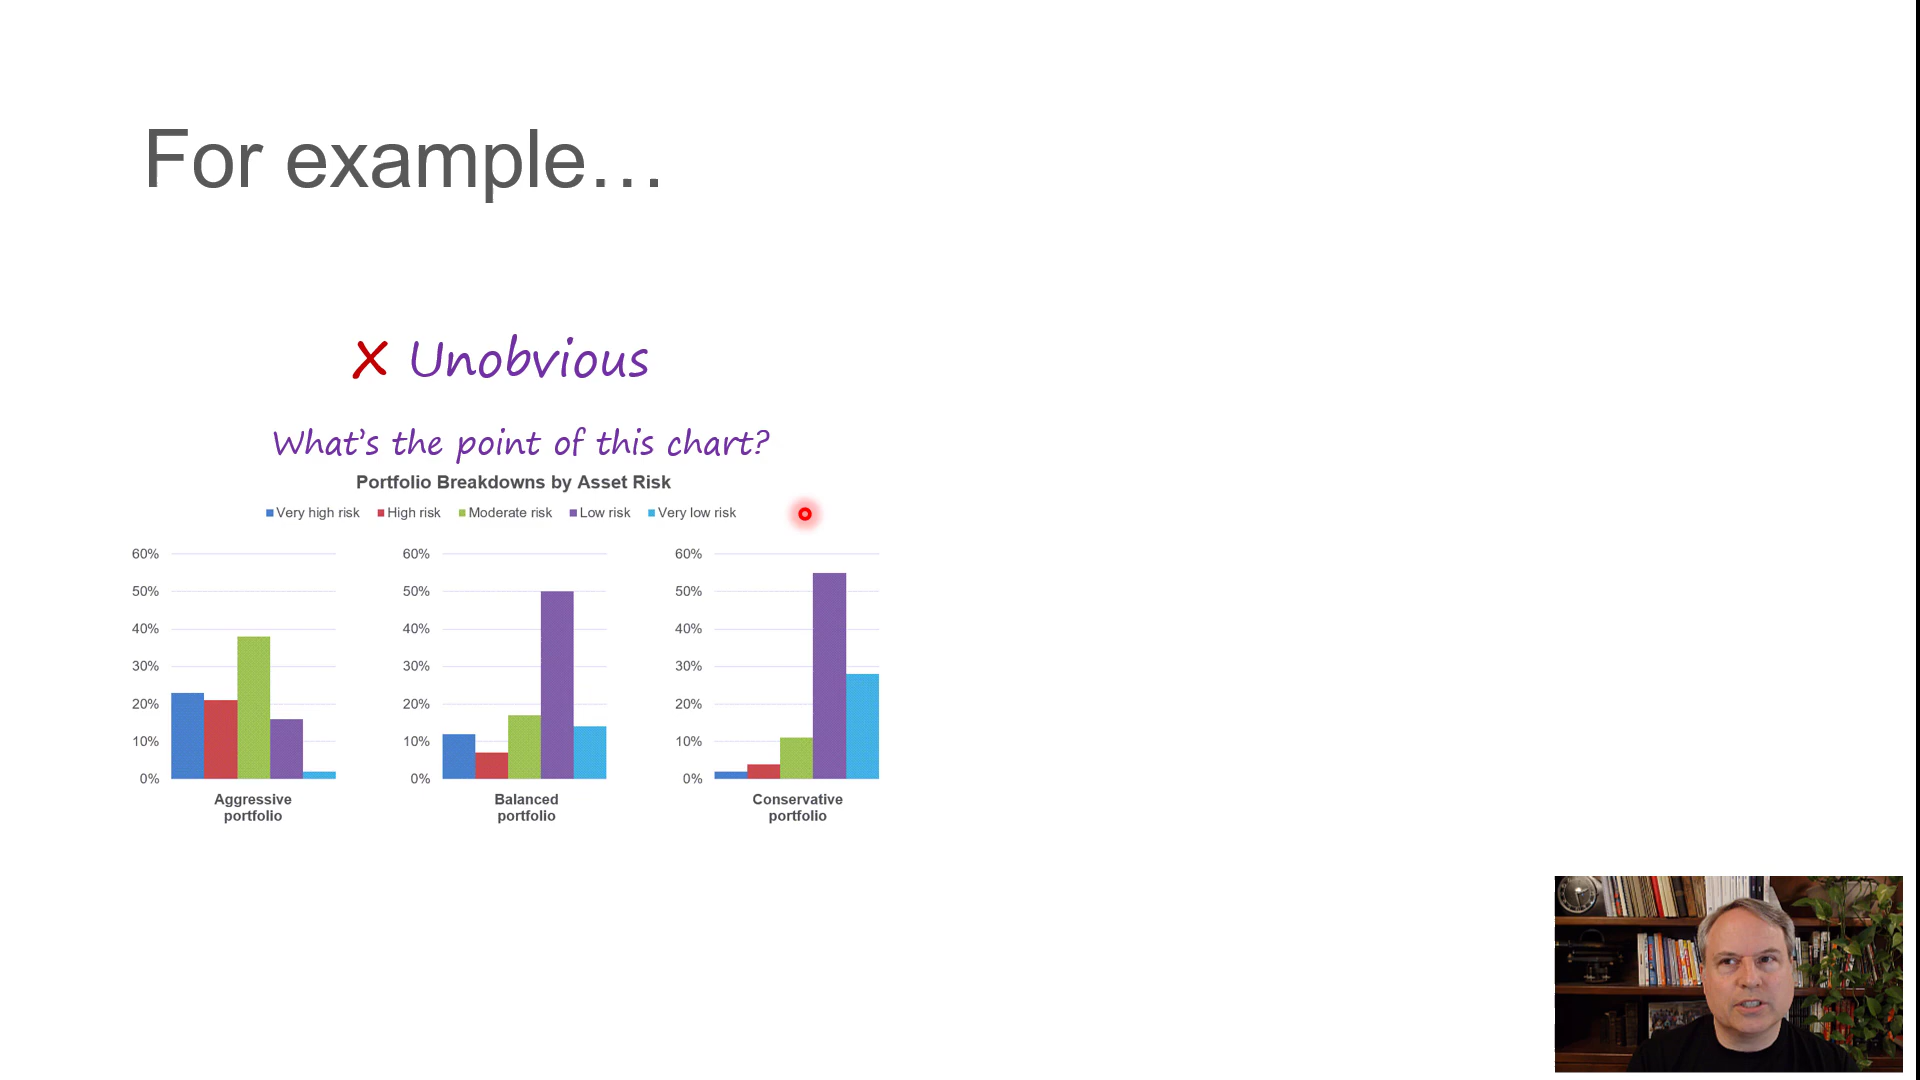 For example…
X Unobvious
What's the point of this chart?
Portfolio Breakdowns by Asset Risk
Very high risk High risk Moderate risk Low risk Very low risk
60% 60% 60%
50% 50% 50%
40% 40% 40%
30% 30% 30%
20% 20% 20%
10% 10% 10%
0% 0% 0%
Aggressive Balanced Conservative
portfolio portfolio portfolio